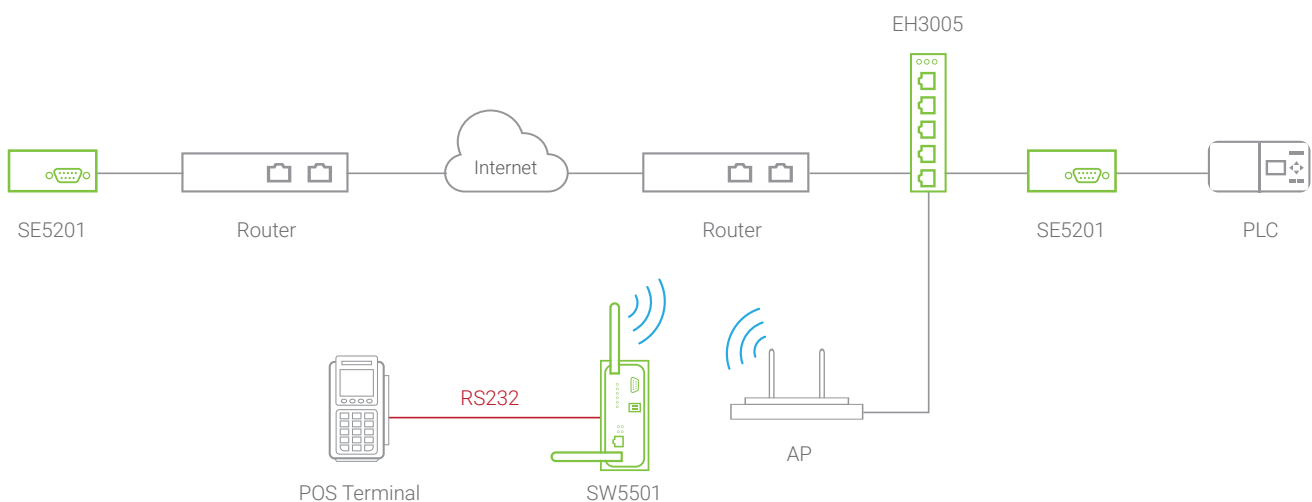 EH3005
Internet
SE5201
Router
Router
SE5201
PLC
RS232
AP
POS Terminal
SW5501